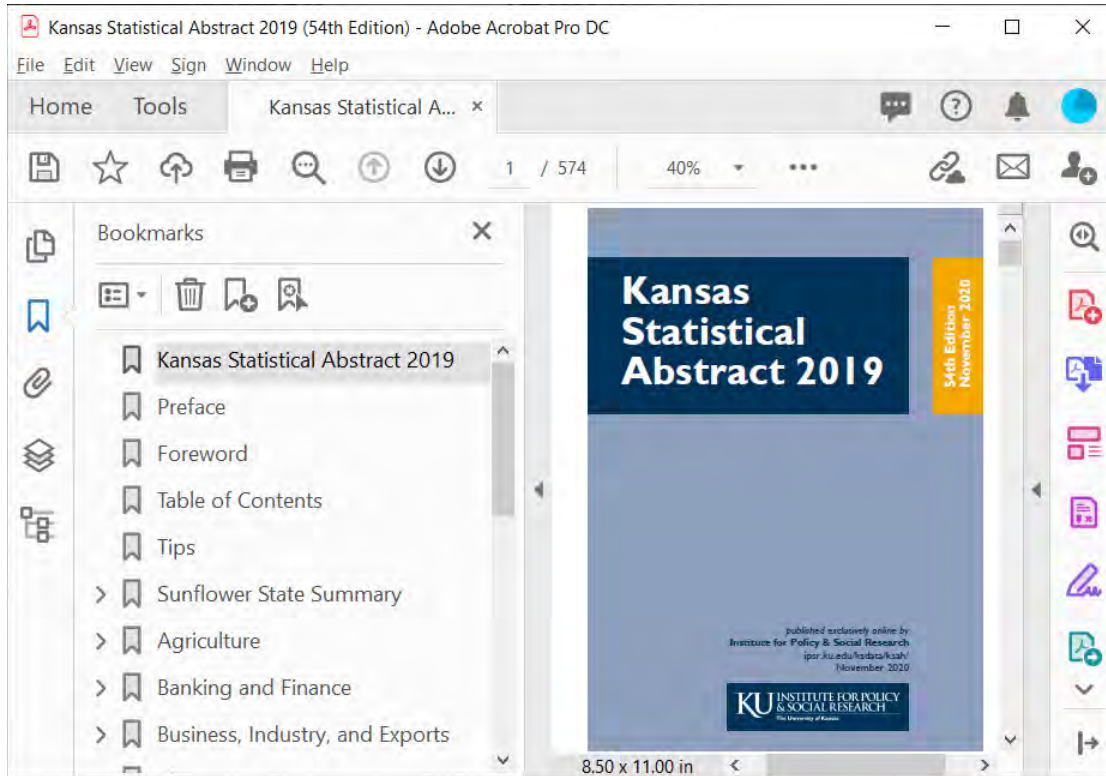 Kansas Statistical Abstract 2019 (54th Edition) - Adobe Acrobat Pro DC
File Edit View Sign Window Help
Home Tools Kansas Statistical A... ×
1 / 574 40%
Bookmarks
Kansas Statistical Abstract 2019
Preface
Foreword
Table of Contents
Tips
Sunflower State Summary
Agriculture
Banking and Finance
Business, Industry, and Exports
Kansas
Statistical
Abstract 2019
54th Edition
November 2020
published exclusively online by
Institute for Policy & Social Research
ipsr.ku.edu/ksdata/ksah/
November 2020
KU INSTITUTE FOR POLICY
& SOCIAL RESEARCH
The University of Kansas
8.50 x 11.00 in